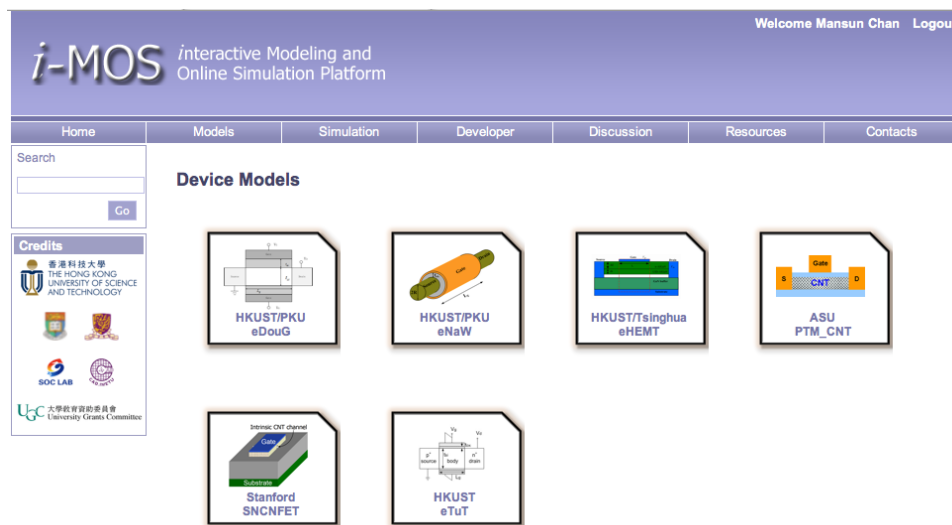 Welcome Mansun Chan Logou
i-MOS
interactive Modeling and
Online Simulation Platform
Home Models Simulation Developer Discussion Resources Contacts
Search
Go
Device Models
Credits
香港科技大學
THE HONG KONG
UNIVERSITY OF SCIENCE
AND TECHNOLOGY
SOC LAB
UGC 大學教育資助委員會
University Grants Committee
HKUST/PKU
eDouG
Gate
HKUST/PKU
eNaW
HKUST/Tsinghua
eHEMT
Gate
S CNT D
ASU
PTM_CNT
Intrinsic CNT channel
Gate
Substrate
Stanford
SNCNFET
p+ source body n+ drain
HKUST
eTuT